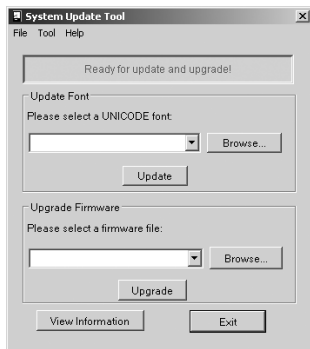 System Update Tool
File Tool Help
Ready for update and upgrade!
Update Font
Please select a UNICODE font:
Browse...
Update
Upgrade Firmware
Please select a firmware file:
Browse...
Upgrade
View Information Exit